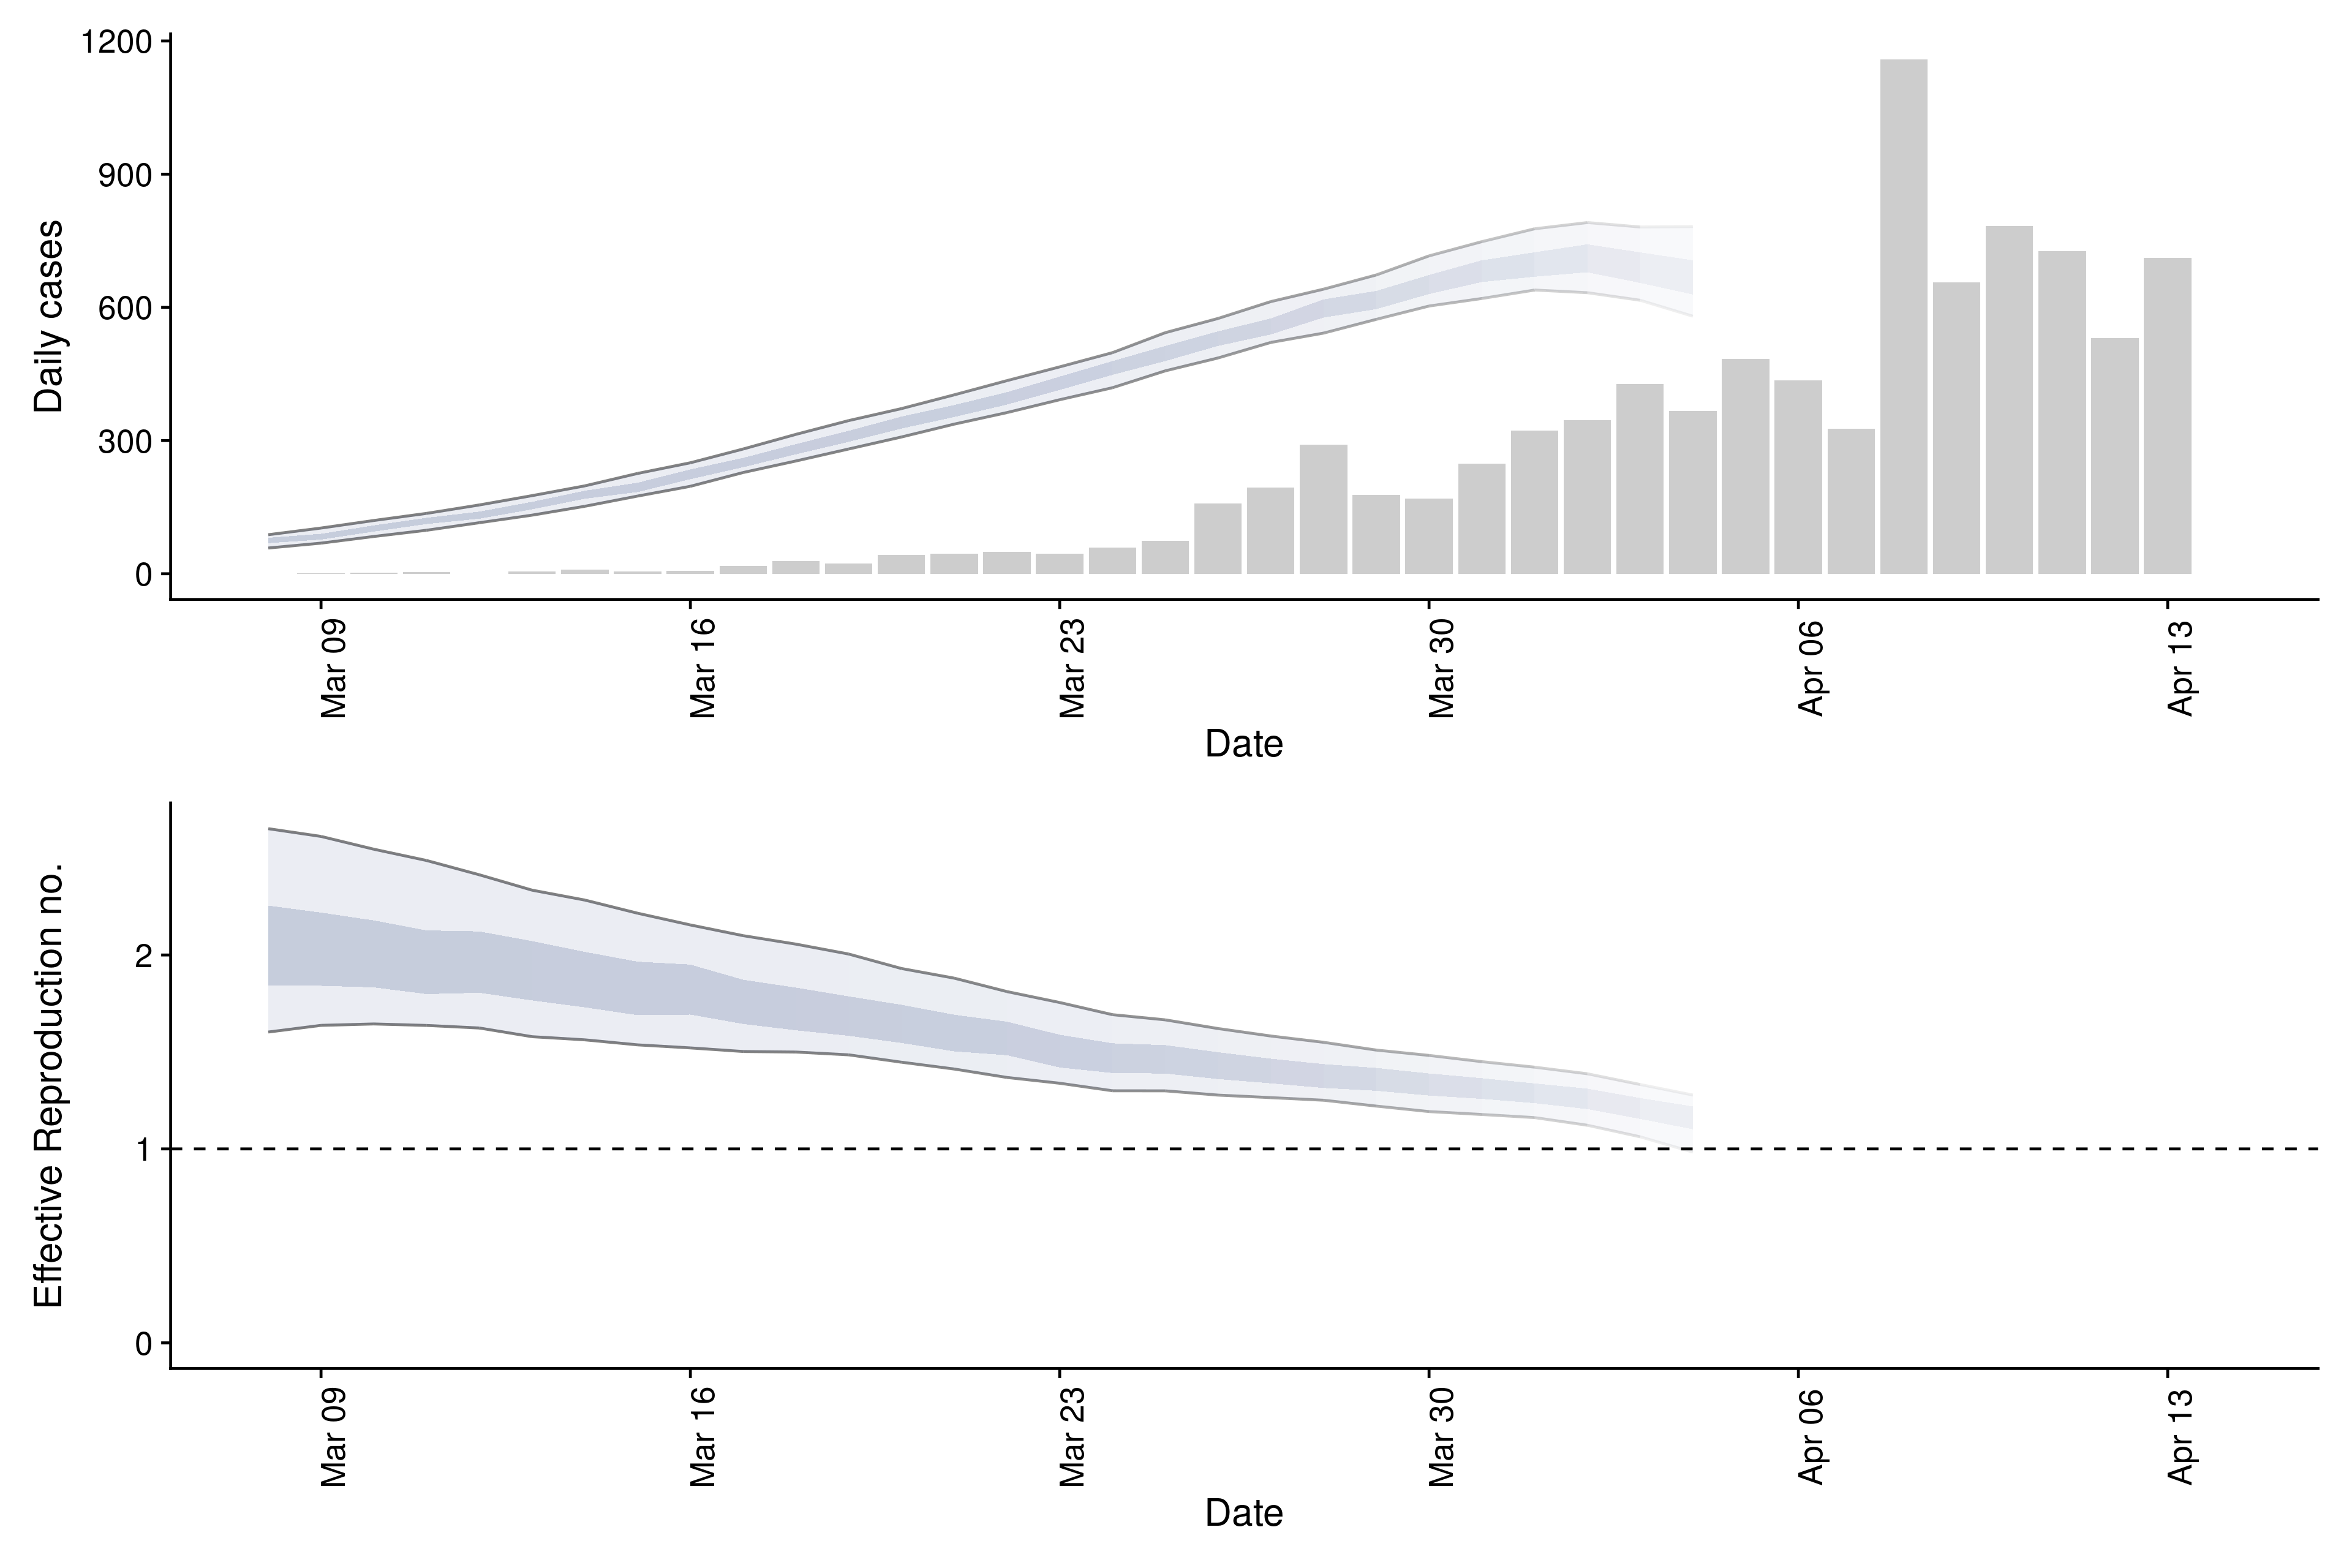 Daily cases
1200
900
600
300
0
Mar 09
Mar 16
Mar 23
Mar 30
Apr 06
Apr 13
Date
Effective Reproduction no.
2
1
0
Mar 09
Mar 16
Mar 23
Mar 30
Apr 06
Apr 13
Date